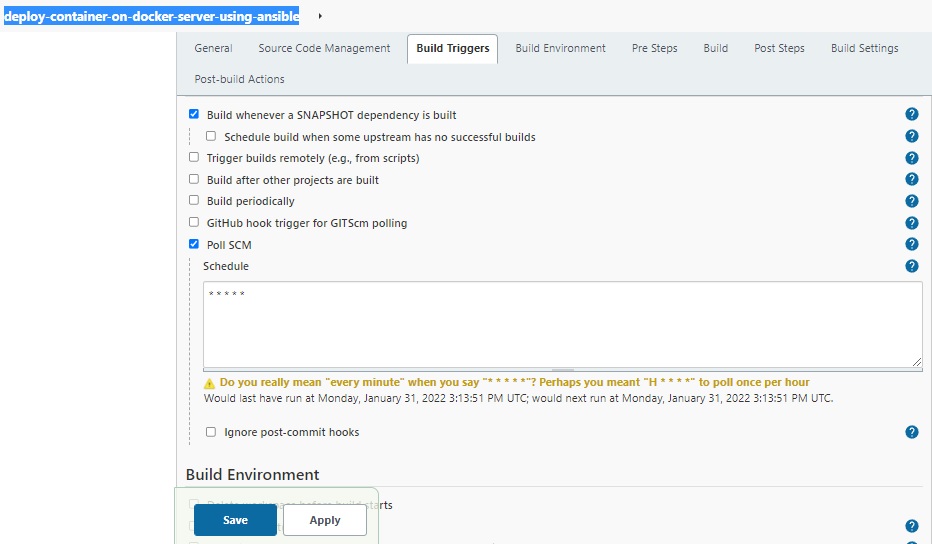 deploy-container-on-docker-server-using-ansible
General Source Code Management Build Triggers Build Environment Pre Steps Build Post Steps Build Settings
Post-build Actions
Build whenever a SNAPSHOT dependency is built
Schedule build when some upstream has no successful builds
Trigger builds remotely (e.g., from scripts)
Build after other projects are built
Build periodically
GitHub hook trigger for GITScm polling
Poll SCM
Schedule
* * * * *
Do you really mean "every minute" when you say "* * * * *"? Perhaps you meant "H * * * *" to poll once per hour
Would last have run at Monday, January 31, 2022 3:13:51 PM UTC; would next run at Monday, January 31, 2022 3:13:51 PM UTC.
Ignore post-commit hooks
Build Environment
Delete workspace before build starts
Save Apply